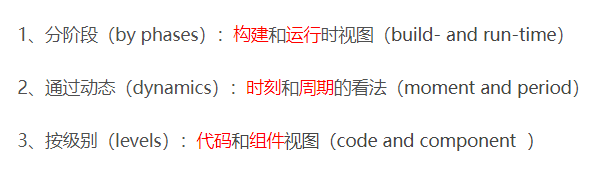 1、分阶段（by phases）：构建和运行时视图（build- and run-time）
2、通过动态（dynamics）：时刻和周期的看法（moment and period）
3、按级别（levels）：代码和组件视图（code and component ）